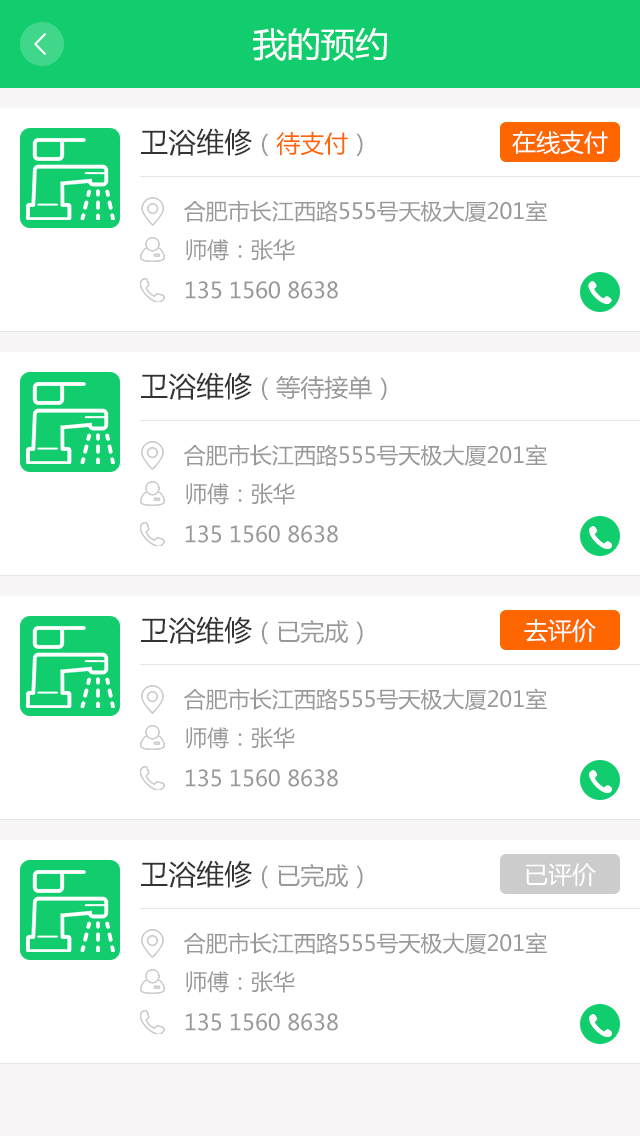 我的预约
卫浴维修（待支付） 在线支付
合肥市长江西路555号天极大厦201室
师傅：张华
135 1560 8638
卫浴维修（等待接单）
合肥市长江西路555号天极大厦201室
师傅：张华
135 1560 8638
卫浴维修（已完成） 去评价
合肥市长江西路555号天极大厦201室
师傅：张华
135 1560 8638
卫浴维修（已完成） 已评价
合肥市长江西路555号天极大厦201室
师傅：张华
135 1560 8638